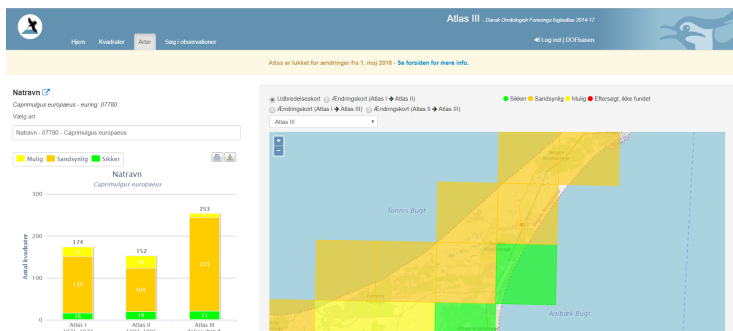 Atlas III - Dansk Ornitologisk Forenings fugleatlas 2014-17
Hjem Kvadrater Arter Søg i observationer
Log ind | DOFbasen
Atlas er lukket for ændringer fra 1. maj 2018 - Se forsiden for mere info.
Natravn
Caprimulgus europaeus - euring: 07780
Vælg art
Natravn - 07780 - Caprimulgus europaeus
Mulig Sandsynlig Sikker
Natravn
Caprimulgus europaeus
Antal kvadrater
300
200
100
0
174
135
16
152
104
19
253
223
23
Atlas I
Atlas II
Atlas III
Udbredelseskort Ændringskort (Atlas I → Atlas II)
Ændringskort (Atlas I → Atlas III) Ændringskort (Atlas II → Atlas III)
Sikker Sandsynlig Mulig Eftersøgt, ikke fundet
Atlas III
+
-
Tannis Bugt
40
Aalbæk Bugt